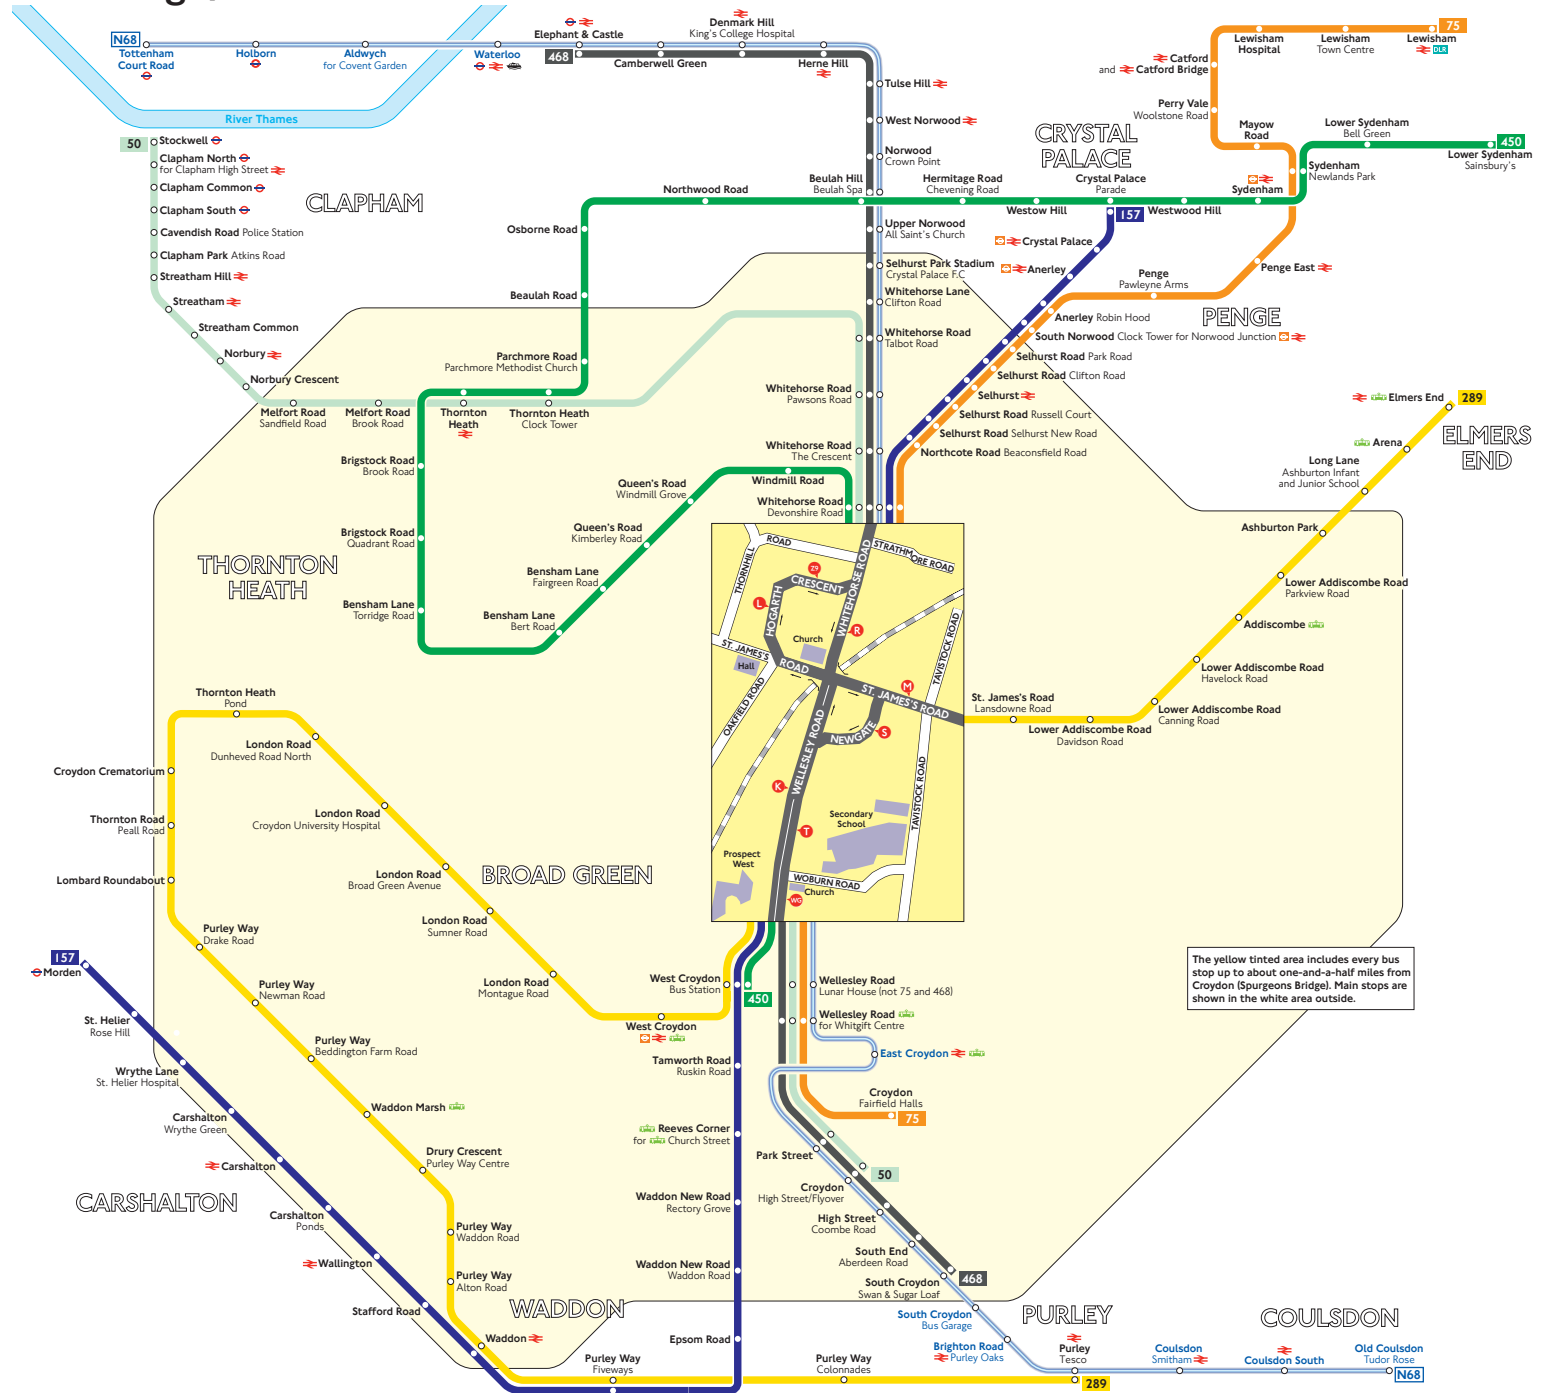 N68
Tottenham
Court Road
Holborn
Aldwych
for Covent Garden
Waterloo
Elephant & Castle
468
Camberwell Green
Denmark Hill
King's College Hospital
Herne Hill
Tulse Hill
West Norwood
Norwood
Crown Point
Beulah Hill
Beulah Spa
Upper Norwood
All Saint's Church
Selhurst Park Stadium
Crystal Palace F.C
Whitehorse Lane
Clifton Road
Whitehorse Road
Talbot Road
Whitehorse Road
Pawsons Road
Whitehorse Road
The Crescent
Whitehorse Road
Devonshire Road
River Thames
50
Stockwell
Clapham North
for Clapham High Street
Clapham Common
Clapham South
Cavendish Road Police Station
Clapham Park Atkins Road
Streatham Hill
Streatham
Streatham Common
Norbury
Norbury Crescent
Melfort Road
Sandfield Road
Melfort Road
Brook Road
Thornton
Heath
Thornton Heath
Clock Tower
CLAPHAM
75
Lewisham
DLR
Lewisham
Town Centre
Lewisham
Hospital
Catford
and Catford Bridge
Perry Vale
Woolstone Road
Mayow
Road
Sydenham
Newlands Park
Lower Sydenham
Bell Green
450
Lower Sydenham
Sainsbury's
Sydenham
Westwood Hill
CRYSTAL
PALACE
Crystal Palace
Parade
157
Westow Hill
Hermitage Road
Chevening Road
Northwood Road
Osborne Road
Beaulah Road
Parchmore Road
Parchmore Methodist Church
Brigstock Road
Brook Road
Brigstock Road
Quadrant Road
Bensham Lane
Torridge Road
Bensham Lane
Bert Road
Bensham Lane
Fairgreen Road
Queen's Road
Kimberley Road
Queen's Road
Windmill Grove
Windmill Road
THORNTON
HEATH
Crystal Palace
Anerley
Penge
Pawleyne Arms
Penge East
PENGE
Anerley Robin Hood
South Norwood Clock Tower for Norwood Junction
Selhurst Road Park Road
Selhurst Road Clifton Road
Selhurst
Selhurst Road Russell Court
Selhurst Road Selhurst New Road
Northcote Road Beaconsfield Road
289
Elmers End
ELMERS
END
Arena
Long Lane
Ashburton Infant
and Junior School
Ashburton Park
Lower Addiscombe Road
Parkview Road
Addiscombe
Lower Addiscombe Road
Havelock Road
Lower Addiscombe Road
Canning Road
Lower Addiscombe Road
Davidson Road
St. James's Road
Lansdowne Road
ROAD
THORNHILL
STRATHMORE ROAD
CRESCENT
HOGARTH
WHITEHORSE ROAD
Z9
L
R
Church
Hall
ST. JAMES'S
ROAD
ST. JAMES'S ROAD
M
S
NEWGATE
OAKFIELD ROAD
WELLESLEY ROAD
TAVISTOCK ROAD
TAVISTOCK ROAD
K
T
Secondary
School
Prospect
West
WOBURN ROAD
Church
WG
Thornton Heath
Pond
London Road
Dunheved Road North
London Road
Croydon University Hospital
London Road
Broad Green Avenue
London Road
Sumner Road
London Road
Montague Road
West Croydon
West Croydon
Bus Station
450
BROAD GREEN
Croydon Crematorium
Thornton Road
Peall Road
Lombard Roundabout
Purley Way
Drake Road
Purley Way
Newman Road
Purley Way
Beddington Farm Road
Waddon Marsh
Drury Crescent
Purley Way Centre
Purley Way
Waddon Road
Purley Way
Alton Road
Waddon
WADDON
157
Morden
St. Helier
Rose Hill
Wrythe Lane
St. Helier Hospital
Carshalton
Wrythe Green
Carshalton
Carshalton
Ponds
CARSHALTON
Wallington
Stafford Road
Purley Way
Fiveways
Epsom Road
Waddon New Road
Waddon Road
Waddon New Road
Rectory Grove
Reeves Corner
for Church Street
Tamworth Road
Ruskin Road
Wellesley Road
Lunar House (not 75 and 468)
Wellesley Road
for Whitgift Centre
East Croydon
Croydon
Fairfield Halls
75
Park Street
50
Croydon
High Street/Flyover
High Street
Coombe Road
South End
Aberdeen Road
South Croydon
Swan & Sugar Loaf
468
South Croydon
Bus Garage
Brighton Road
Purley Oaks
PURLEY
Purley
Tesco
Purley Way
Colonnades
289
Coulsdon
Smitham
COULSDON
Coulsdon South
Old Coulsdon
Tudor Rose
N68
The yellow tinted area includes every bus
stop up to about one-and-a-half miles from
Croydon (Spurgeons Bridge). Main stops are
shown in the white area outside.